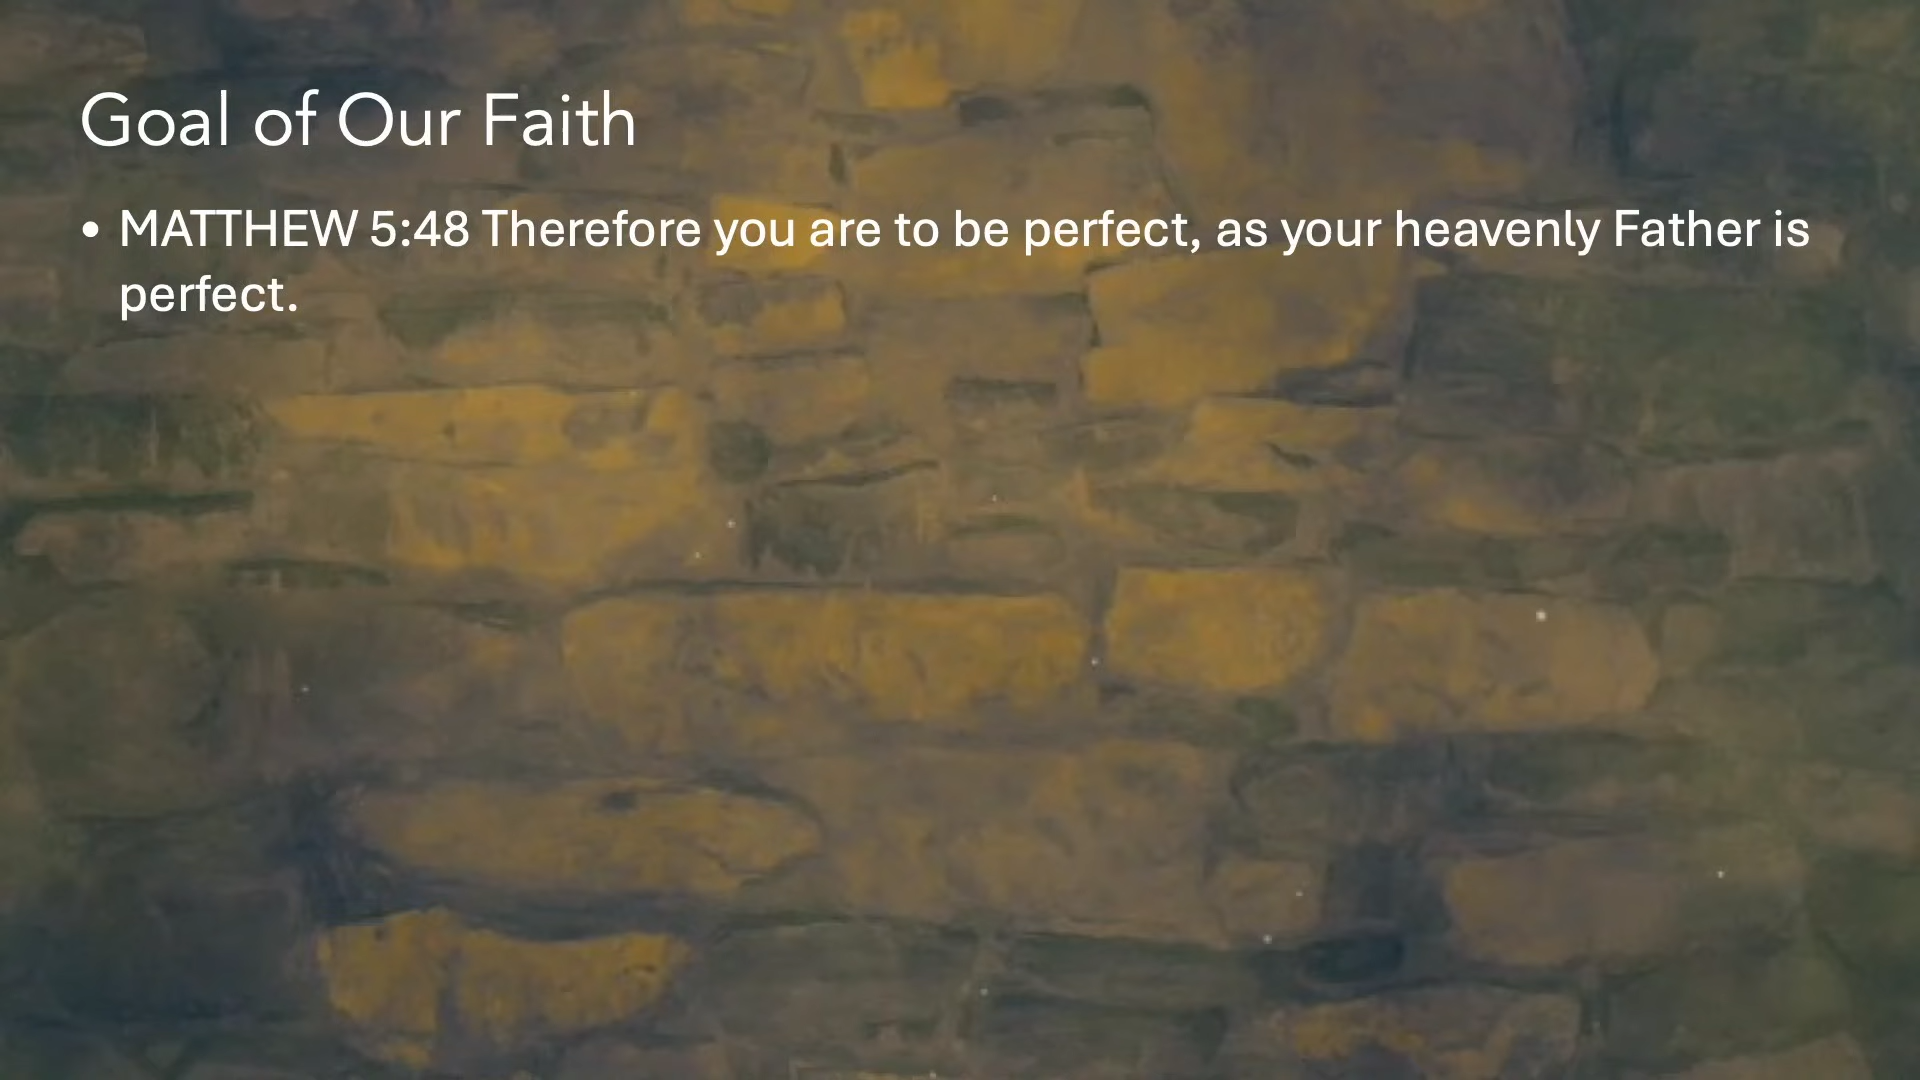 Goal of Our Faith
• MATTHEW 5:48 Therefore you are to be perfect, as your heavenly Father is
perfect.